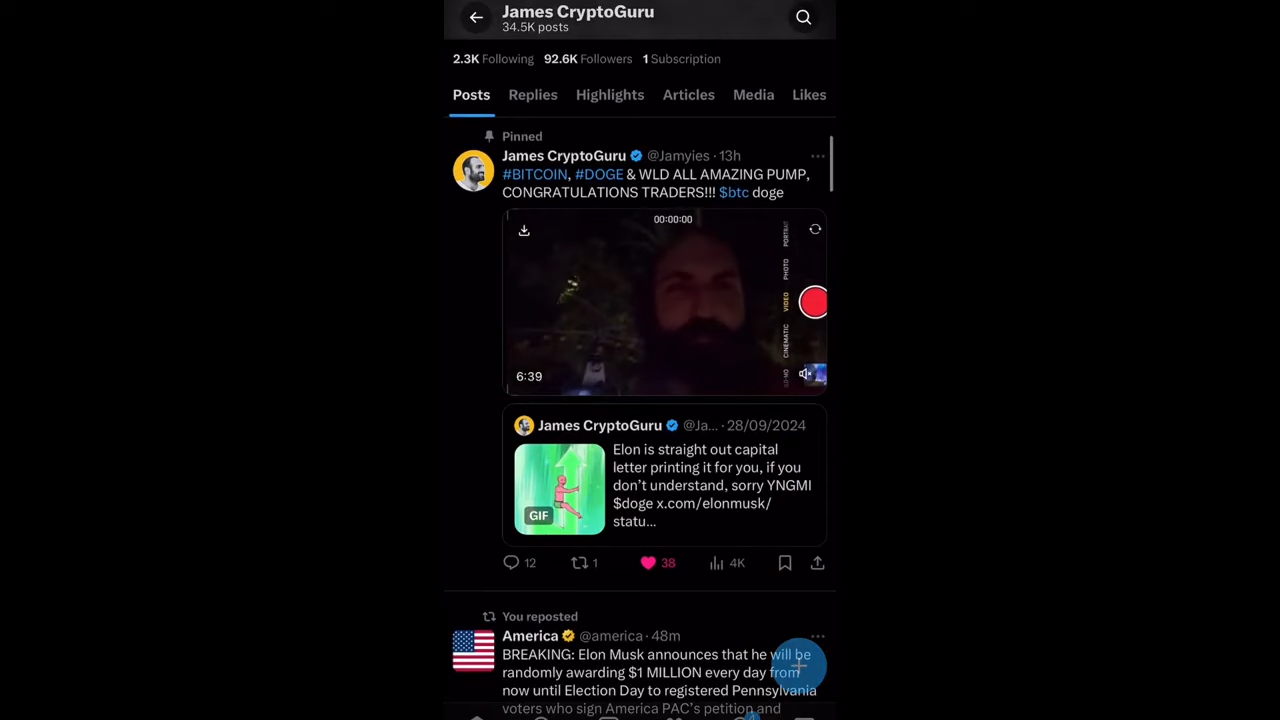 James CryptoGuru
34.5K posts
2.3K Following 92.6K Followers 1 Subscription
Posts Replies Highlights Articles Media Likes
Pinned
James CryptoGuru @Jamyies · 13h
#BITCOIN, #DOGE & WLD ALL AMAZING PUMP,
CONGRATULATIONS TRADERS!!! $btc doge
00:00:00
PORTRAIT
PHOTO
VIDEO
CINEMATIC
6:39
James CryptoGuru @Ja... · 28/09/2024
Elon is straight out capital
letter printing it for you, if you
don't understand, sorry YNGMI
$doge x.com/elonmusk/
statu...
GIF
12 1 38 4K
You reposted
America @america · 48m
BREAKING: Elon Musk announces that he will be
randomly awarding $1 MILLION every day from
now until Election Day to registered Pennsylvania
voters who sign America PAC's petition and